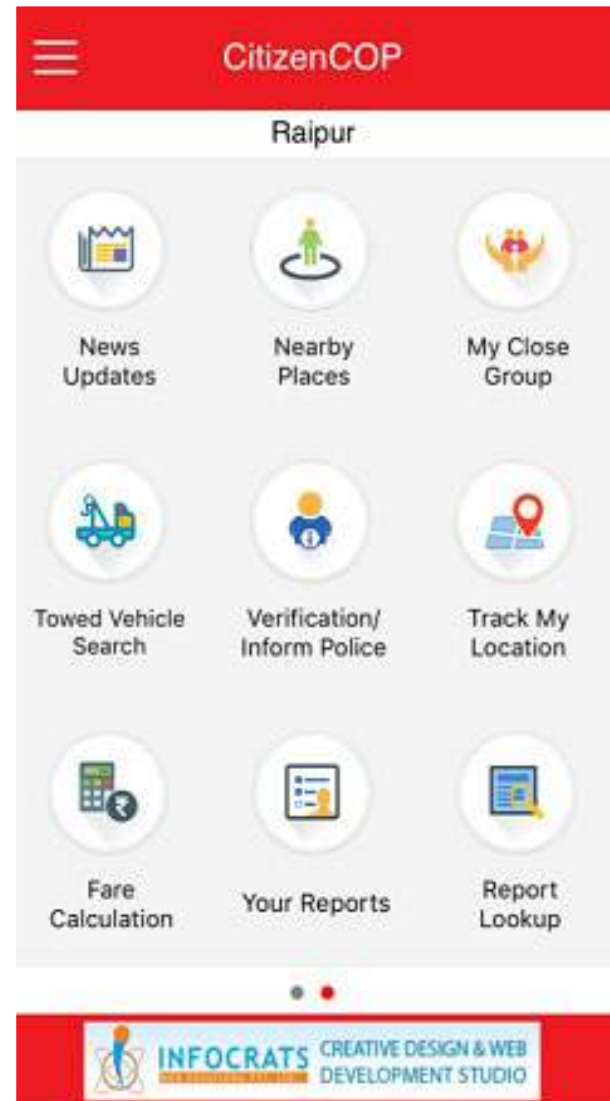 CitizenCOP
Raipur
News
Updates
Nearby
Places
My Close
Group
Towed Vehicle
Search
Verification/
Inform Police
Track My
Location
Fare
Calculation
Your Reports
Report
Lookup
INFOCRATS
CREATIVE DESIGN & WEB
DEVELOPMENT STUDIO